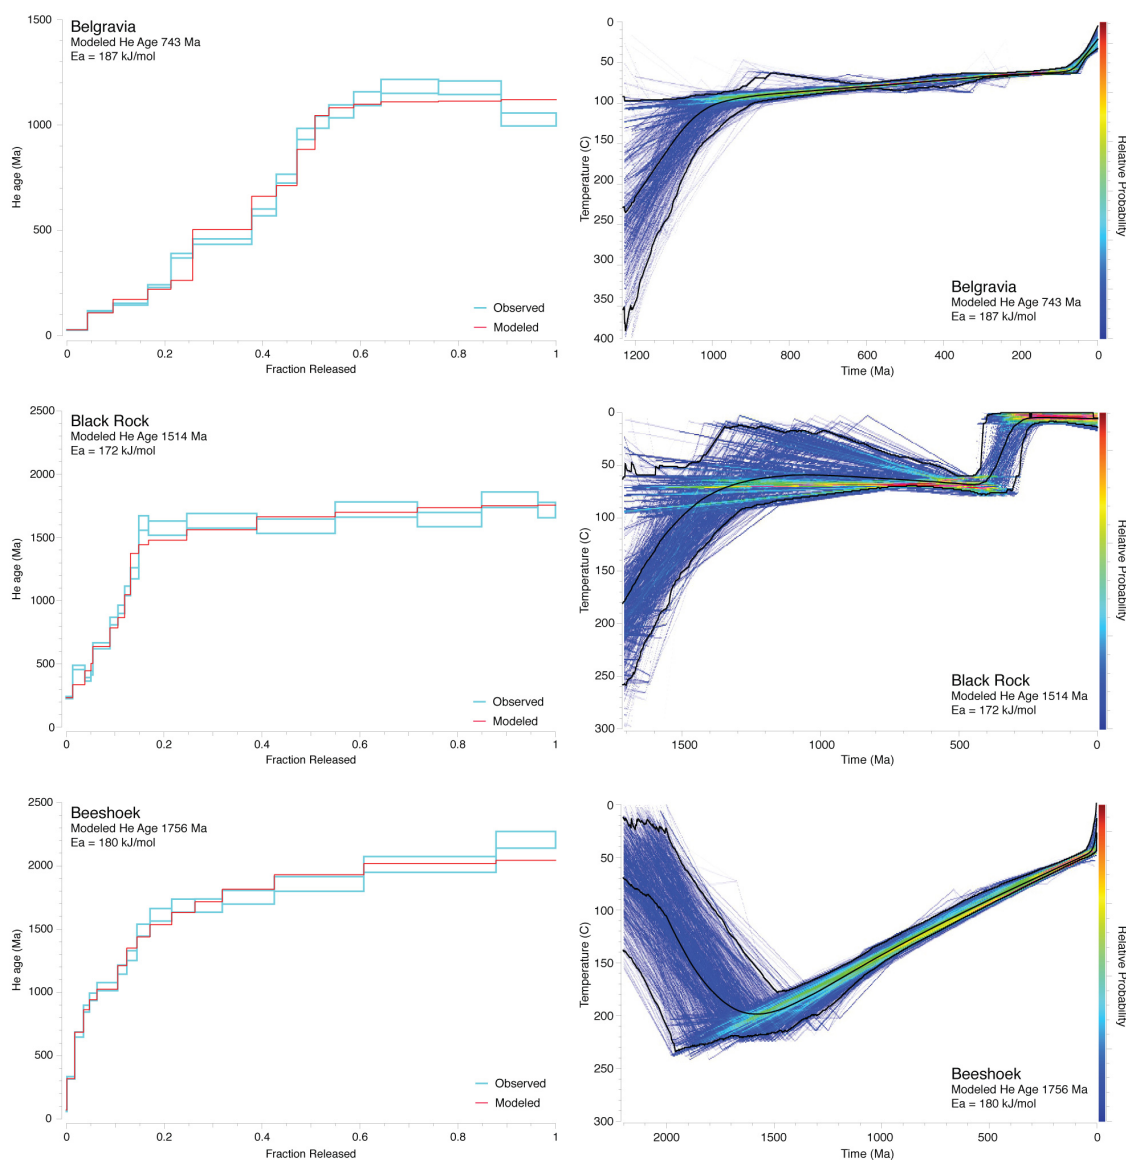 Belgravia
Modeled He Age 743 Ma
Ea = 187 kJ/mol
1500
1000
500
0
He age (Ma)
Observed
Modeled
0
0.2
0.4
0.6
0.8
1
Fraction Released
0
50
100
150
200
250
300
350
400
Temperature (C)
Belgravia
Modeled He Age 743 Ma
Ea = 187 kJ/mol
1200
1000
800
600
400
200
0
Time (Ma)
Relative Probability
Black Rock
Modeled He Age 1514 Ma
Ea = 172 kJ/mol
2500
2000
1500
1000
500
0
He age (Ma)
Observed
Modeled
0
0.2
0.4
0.6
0.8
1
Fraction Released
0
50
100
150
200
250
300
Temperature (C)
Black Rock
Modeled He Age 1514 Ma
Ea = 172 kJ/mol
1500
1000
500
0
Time (Ma)
Relative Probability
Beeshoek
Modeled He Age 1756 Ma
Ea = 180 kJ/mol
2500
2000
1500
1000
500
0
He age (Ma)
Observed
Modeled
0
0.2
0.4
0.6
0.8
1
Fraction Released
0
50
100
150
200
250
300
Temperature (C)
Beeshoek
Modeled He Age 1756 Ma
Ea = 180 kJ/mol
2000
1500
1000
500
0
Time (Ma)
Relative Probability